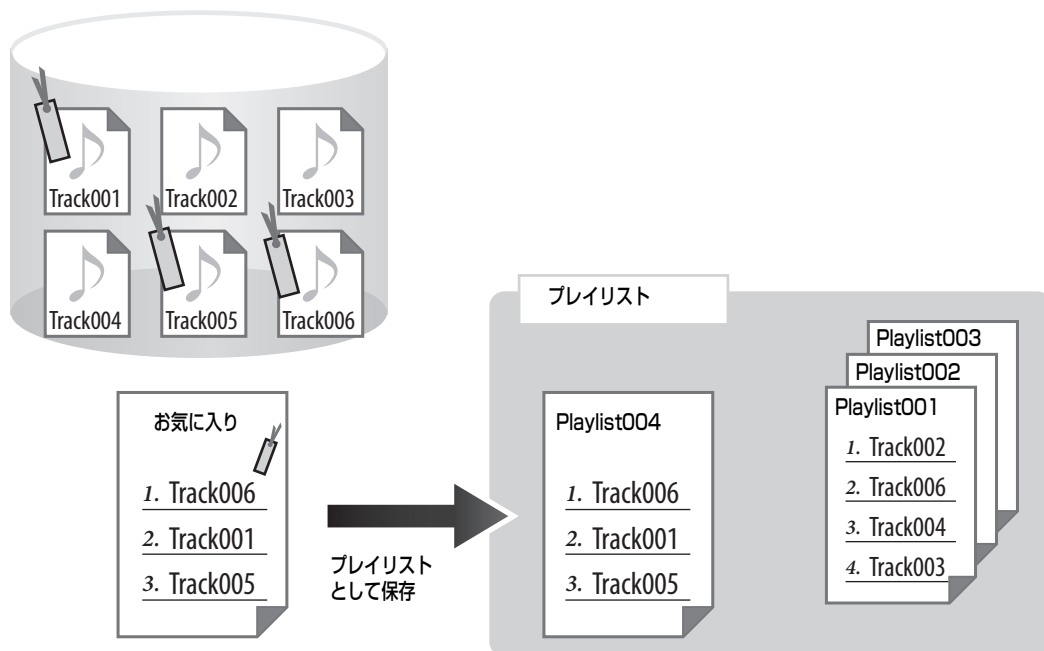 Track001
Track002
Track003
Track004
Track005
Track006
お気に入り
1. Track006
2. Track001
3. Track005
プレイリスト
として保存
プレイリスト
Playlist004
1. Track006
2. Track001
3. Track005
Playlist003
Playlist002
Playlist001
1. Track002
2. Track006
3. Track004
4. Track003